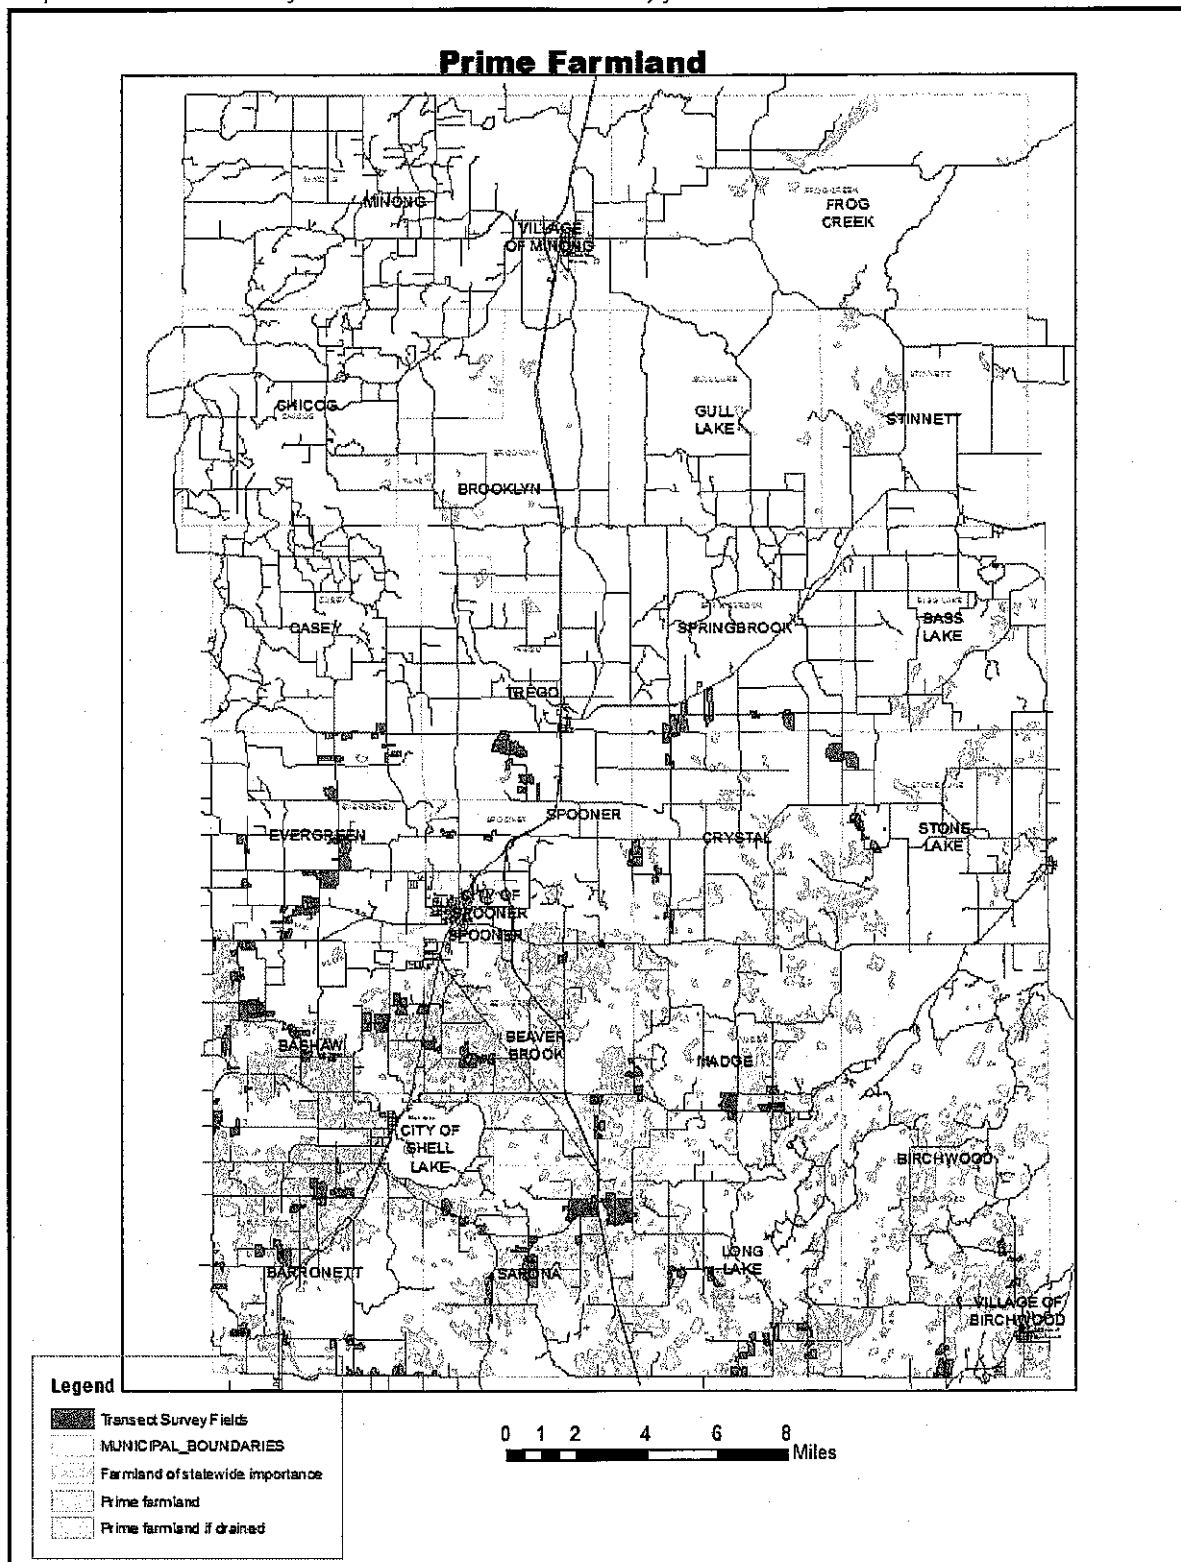 Prime Farmland
MINONG
VILLAGE
OF MINONG
FROG
CREEK
CHICOG
GULL
LAKE
STINNETT
BROOKLYN
CASEY
SPRINGBROOK
BASS
LAKE
TREGO
EVERGREEN
SPOONER
CRYSTAL
STONE
LAKE
CITY OF
SPOONER
SPOONER
BASHAW
BEAVER
BROOK
MADGE
CITY OF
SHELL
LAKE
BIRCHWOOD
BARRONETT
SARONA
LONG
LAKE
VILLAGE OF
BIRCHWOOD
Legend
Transect Survey Fields
MUNICIPAL_BOUNDARIES
Farmland of statewide importance
Prime farmland
Prime farmland if drained
0 1 2 4 6 8
Miles